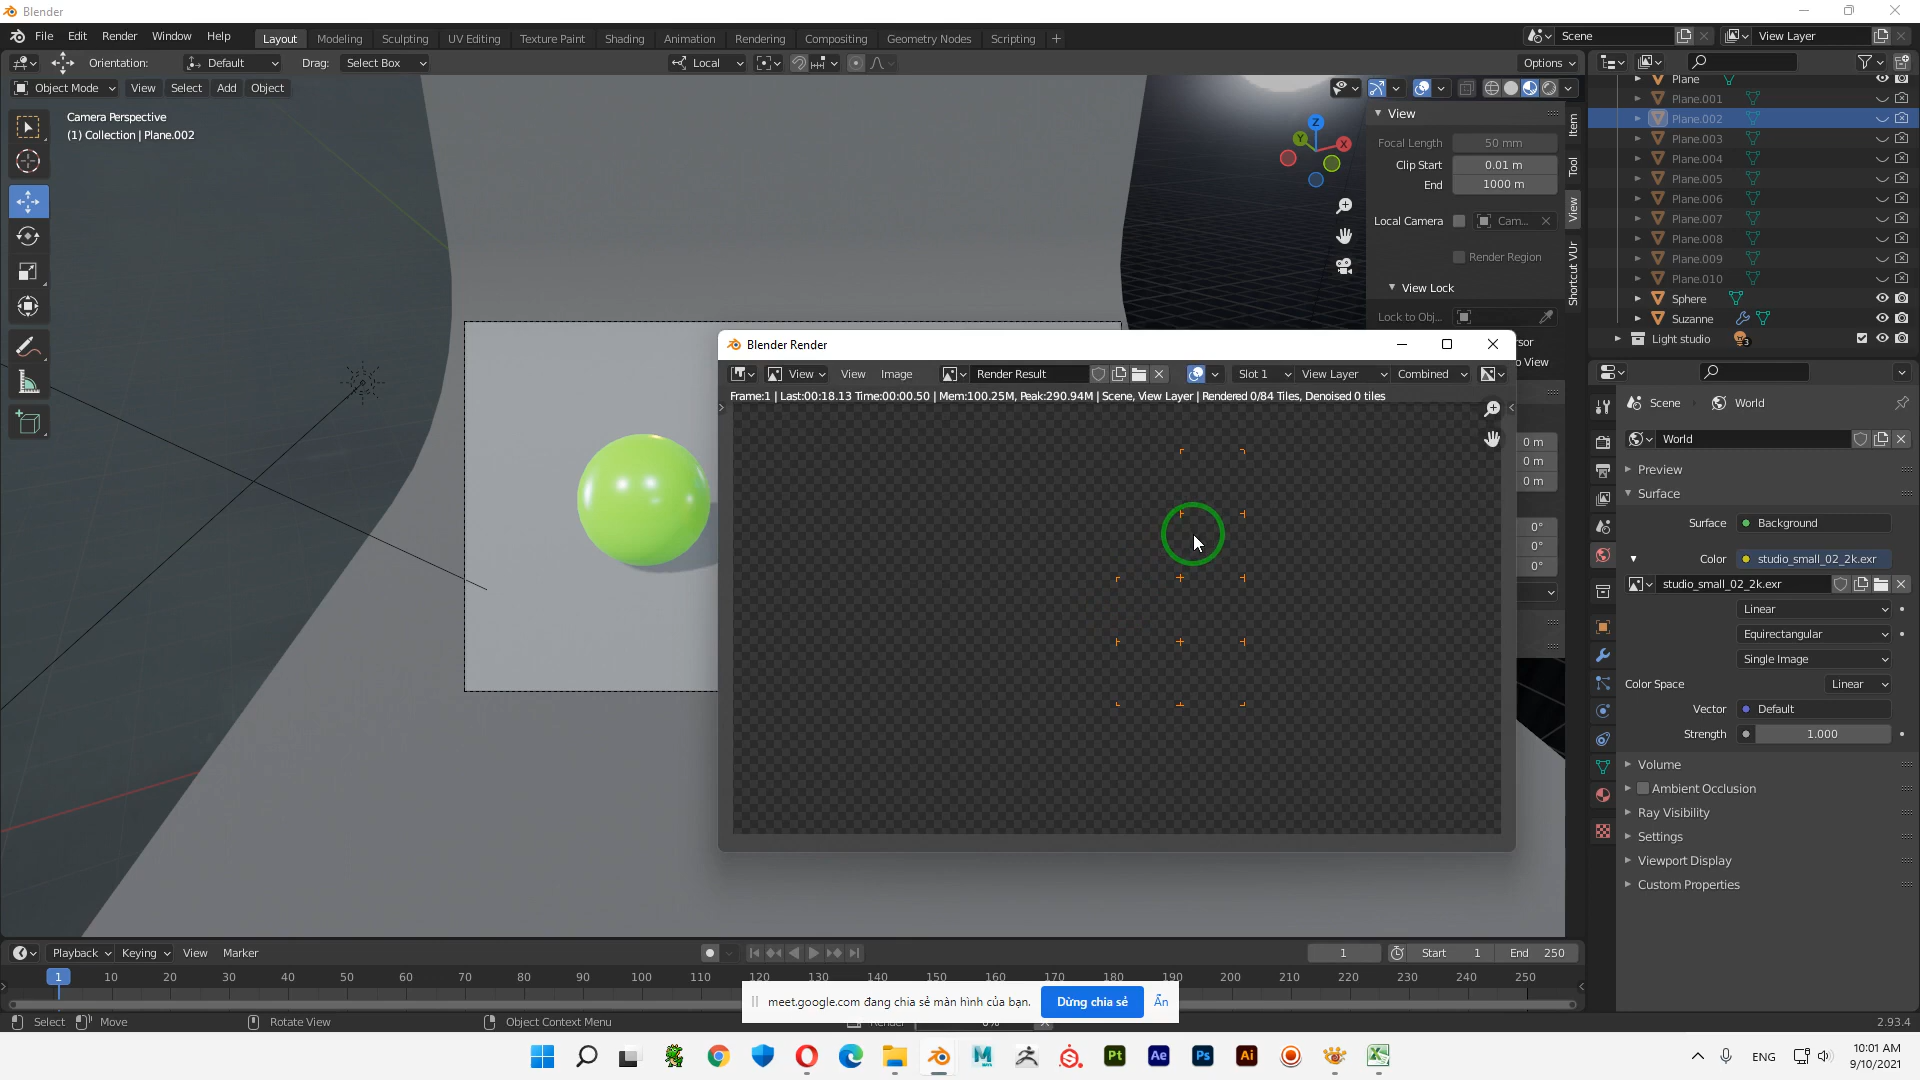 Blender
File Edit Render Window Help Layout Modeling Sculpting UV Editing Texture Paint Shading Animation Rendering Compositing Geometry Nodes Scripting Scene View Layer
Orientation: Default Drag: Select Box Local Options
Object Mode View Select Add Object
Camera Perspective
(1) Collection | Plane.002
View
Focal Length 50 mm
Clip Start 0.01 m
End 1000 m
Local Camera Cam...
Render Region
View Lock
Lock to Obj...
Item
Tool
View
Shortcut VUr
Plane
Plane.001
Plane.002
Plane.003
Plane.004
Plane.005
Plane.006
Plane.007
Plane.008
Plane.009
Plane.010
Sphere
Suzanne
Light studio 3
Blender Render
View View Image Render Result Slot 1 View Layer Combined
Frame:1 | Last:00:18.13 Time:00:00.50 | Mem:100.25M, Peak:290.94M | Scene, View Layer | Rendered 0/84 Tiles, Denoised 0 tiles
0 m
0 m
0 m
0°
0°
0°
Scene World
World
Preview
Surface
Surface Background
Color studio_small_02_2k.exr
studio_small_02_2k.exr
Linear
Equirectangular
Single Image
Color Space Linear
Vector Default
Strength 1.000
Volume
Ambient Occlusion
Ray Visibility
Settings
Viewport Display
Custom Properties
Playback Keying View Marker 1 Start 1 End 250
1 10 20 30 40 50 60 70 80 90 100 110 120 130 140 150 160 170 180 190 200 210 220 230 240 250
meet.google.com đang chia sẻ màn hình của bạn. Dừng chia sẻ Ẩn
Select Move Rotate View Object Context Menu Render 2.93.4
Pt Ae Ps Ai ENG
10:01 AM
9/10/2021